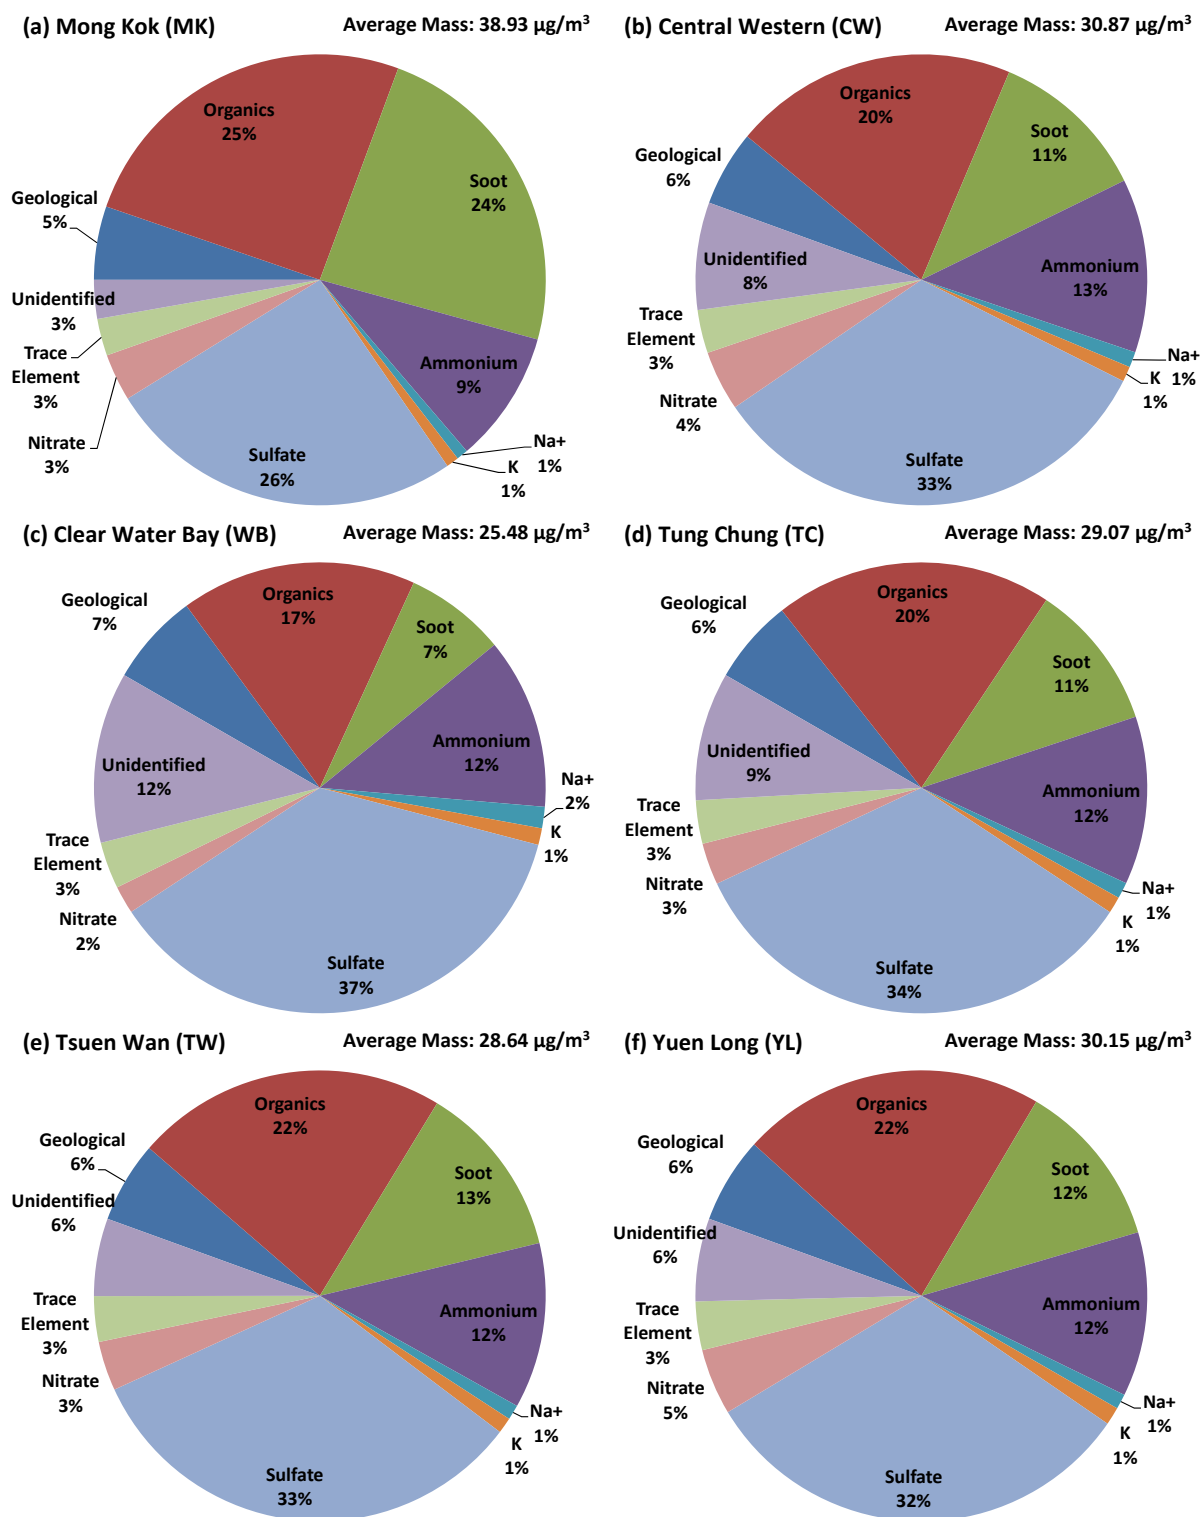 (a) Mong Kok (MK) Average Mass: 38.93 µg/m³
Organics
25%
Soot
24%
Geological
5%
Unidentified
3%
Trace
Element
3%
Nitrate
3%
Sulfate
26%
Ammonium
9%
Na+
1%
K
1%
(b) Central Western (CW) Average Mass: 30.87 µg/m³
Organics
20%
Soot
11%
Geological
6%
Unidentified
8%
Ammonium
13%
Trace
Element
3%
Nitrate
4%
Sulfate
33%
Na+
1%
K
1%
(c) Clear Water Bay (WB) Average Mass: 25.48 µg/m³
Organics
17%
Geological
7%
Soot
7%
Unidentified
12%
Ammonium
12%
Na+
2%
K
1%
Trace
Element
3%
Nitrate
2%
Sulfate
37%
(d) Tung Chung (TC) Average Mass: 29.07 µg/m³
Organics
20%
Geological
6%
Soot
11%
Unidentified
9%
Ammonium
12%
Trace
Element
3%
Nitrate
3%
Na+
1%
K
1%
Sulfate
34%
(e) Tsuen Wan (TW) Average Mass: 28.64 µg/m³
Organics
22%
Geological
6%
Soot
13%
Unidentified
6%
Trace
Element
3%
Ammonium
12%
Nitrate
3%
Na+
1%
K
1%
Sulfate
33%
(f) Yuen Long (YL) Average Mass: 30.15 µg/m³
Organics
22%
Geological
6%
Soot
12%
Unidentified
6%
Trace
Element
3%
Ammonium
12%
Nitrate
5%
Na+
1%
K
1%
Sulfate
32%